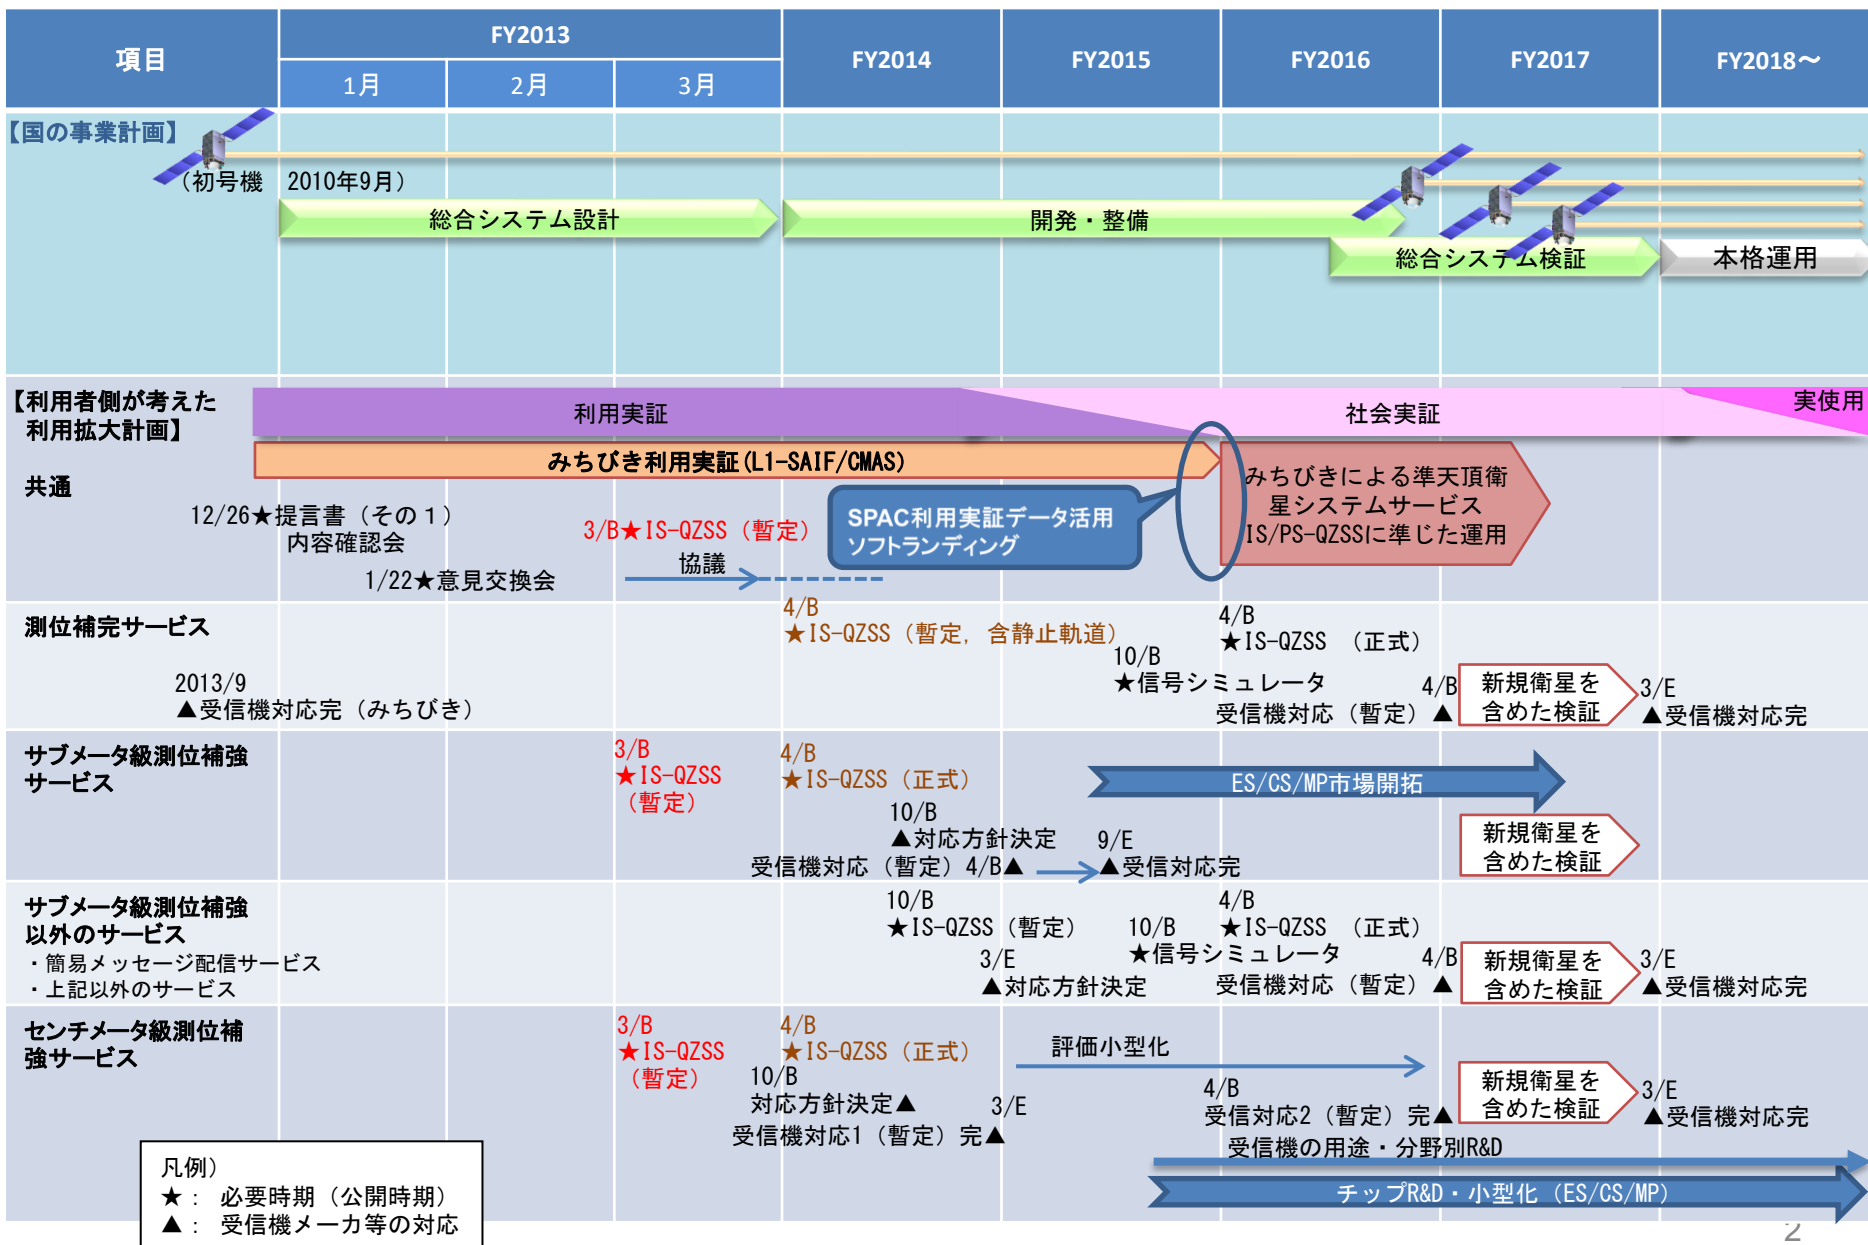 項目
FY2013
1月
2月
3月
FY2014
FY2015
FY2016
FY2017
FY2018～
【国の事業計画】
（初号機　2010年9月）
総合システム設計
開発・整備
総合システム検証
本格運用
【利用者側が考えた
利用拡大計画】
利用実証
社会実証
実使用
みちびき利用実証(L1-SAIF/CMAS)
共通
みちびきによる準天頂衛
星システムサービス
IS/PS-QZSSに準じた運用
SPAC利用実証データ活用
ソフトランディング
12/26★提言書（その１）
内容確認会
3/B★IS-QZSS（暫定）
協議
1/22★意見交換会
測位補完サービス
4/B
★IS-QZSS（暫定，含静止軌道）
4/B
★IS-QZSS （正式）
10/B
★信号シミュレータ
2013/9
▲受信機対応完（みちびき）
4/B
受信機対応（暫定）▲
新規衛星を
含めた検証
3/E
▲受信機対応完
サブメータ級測位補強
サービス
3/B
★IS-QZSS
（暫定）
4/B
★IS-QZSS（正式）
ES/CS/MP市場開拓
10/B
▲対応方針決定
受信機対応（暫定）4/B▲
9/E
▲受信対応完
新規衛星を
含めた検証
サブメータ級測位補強
以外のサービス
・簡易メッセージ配信サービス
・上記以外のサービス
10/B
★IS-QZSS（暫定）
10/B
★信号シミュレータ
4/B
★IS-QZSS （正式）
3/E
▲対応方針決定
4/B
受信機対応（暫定）▲
新規衛星を
含めた検証
3/E
▲受信機対応完
センチメータ級測位補
強サービス
3/B
★IS-QZSS
（暫定）
4/B
★IS-QZSS（正式）
評価小型化
10/B
対応方針決定▲
3/E
受信機対応1（暫定）完▲
4/B
受信対応2（暫定）完▲
新規衛星を
含めた検証
3/E
▲受信機対応完
受信機の用途・分野別R&D
チップR&D・小型化（ES/CS/MP）
凡例）
★： 必要時期（公開時期）
▲： 受信機メーカ等の対応
2